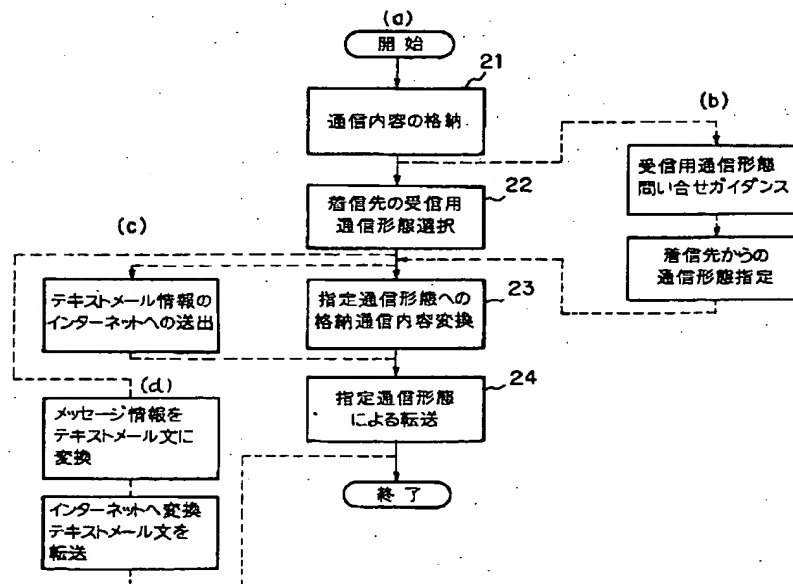 (a)
開始
21
通信内容の格納
(b)
受信用通信形態
問い合せガイダンス
22
着信先の受信用
通信形態選択
(c)
着信先からの
通信形態指定
テキストメール情報の
インターネットへの送出
23
指定通信形態への
格納通信内容変換
24
指定通信形態
による転送
(d)
メッセージ情報を
テキストメール文に
変換
終了
インターネットへ変換
テキストメール文を
転送